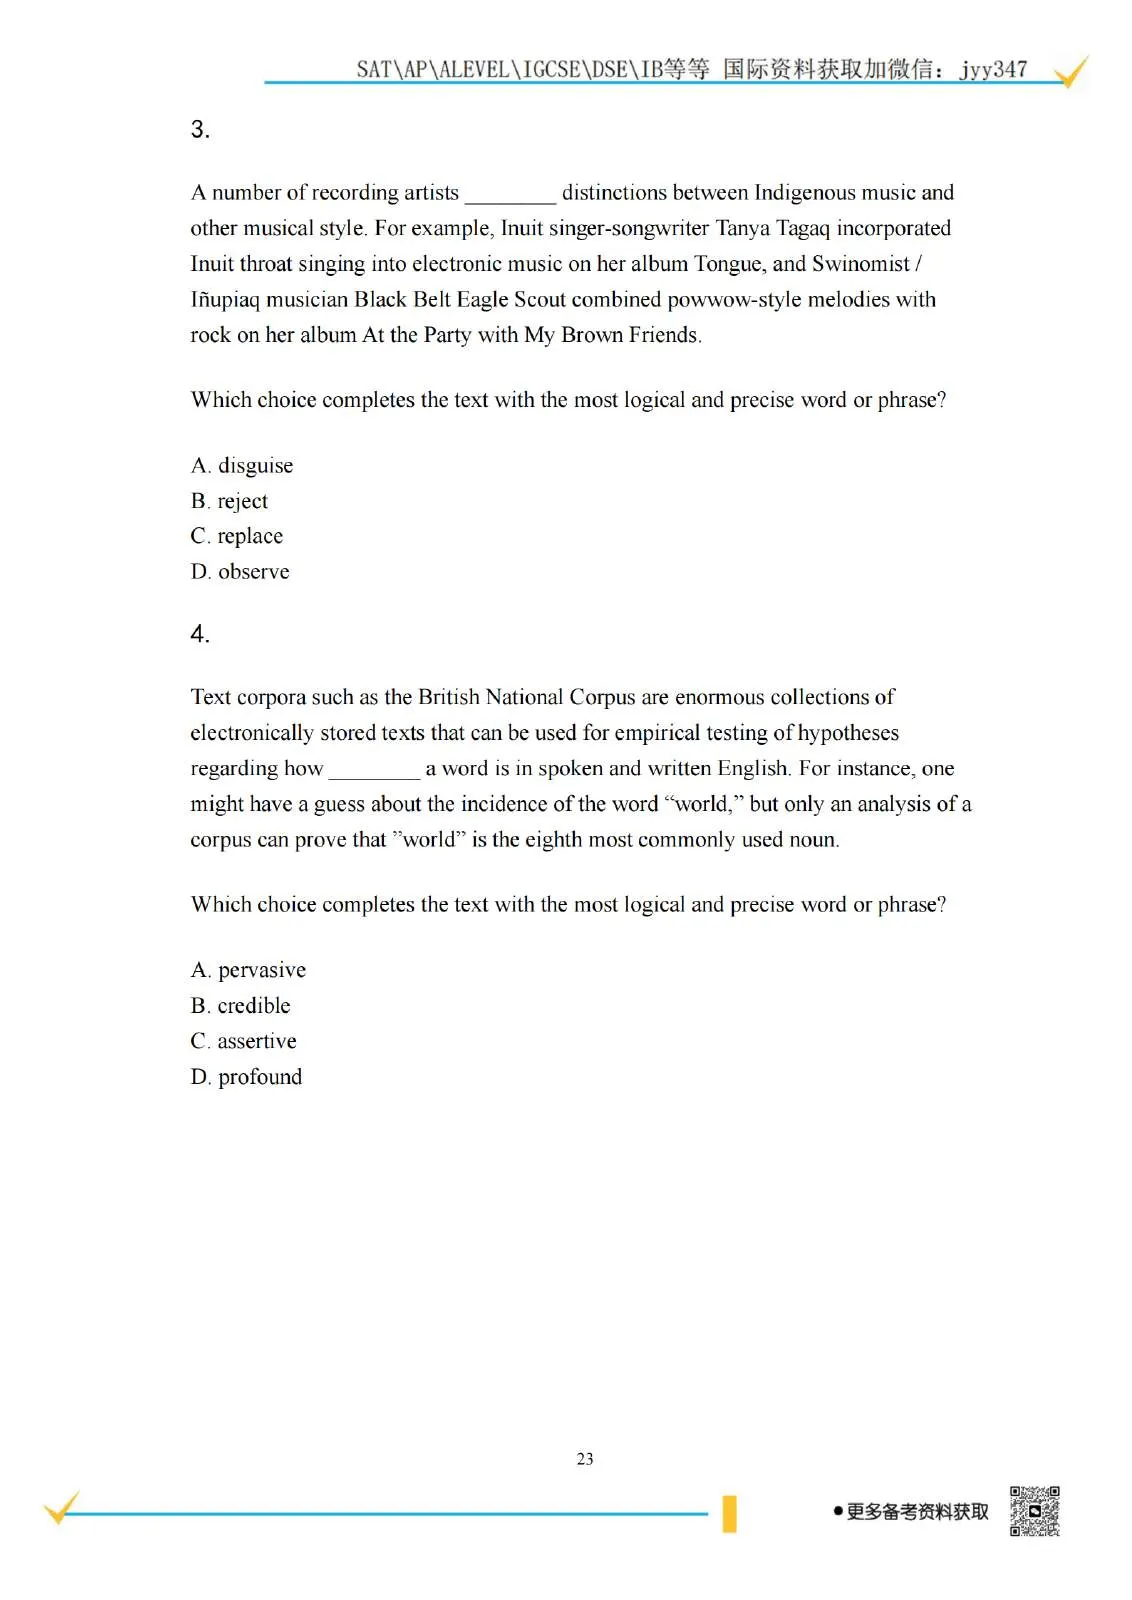 SAT\AP\ALEVEL\IGCSE\DSE\IB等等 国际资料获取加微信：jyy347
3.
A number of recording artists ________ distinctions between Indigenous music and
other musical style. For example, Inuit singer-songwriter Tanya Tagaq incorporated
Inuit throat singing into electronic music on her album Tongue, and Swinomist /
Iñupiaq musician Black Belt Eagle Scout combined powwow-style melodies with
rock on her album At the Party with My Brown Friends.
Which choice completes the text with the most logical and precise word or phrase?
A. disguise
B. reject
C. replace
D. observe
4.
Text corpora such as the British National Corpus are enormous collections of
electronically stored texts that can be used for empirical testing of hypotheses
regarding how ________ a word is in spoken and written English. For instance, one
might have a guess about the incidence of the word “world,” but only an analysis of a
corpus can prove that ”world” is the eighth most commonly used noun.
Which choice completes the text with the most logical and precise word or phrase?
A. pervasive
B. credible
C. assertive
D. profound
23
●更多备考资料获取